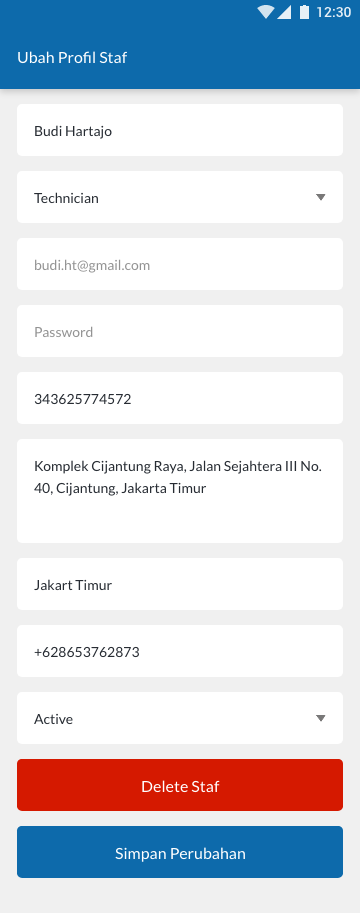 12:30
Ubah Profil Staf
Budi Hartajo
Technician
budi.ht@gmail.com
Password
343625774572
Komplek Cijantung Raya, Jalan Sejahtera III No.
40, Cijantung, Jakarta Timur
Jakart Timur
+628653762873
Active
Delete Staf
Simpan Perubahan